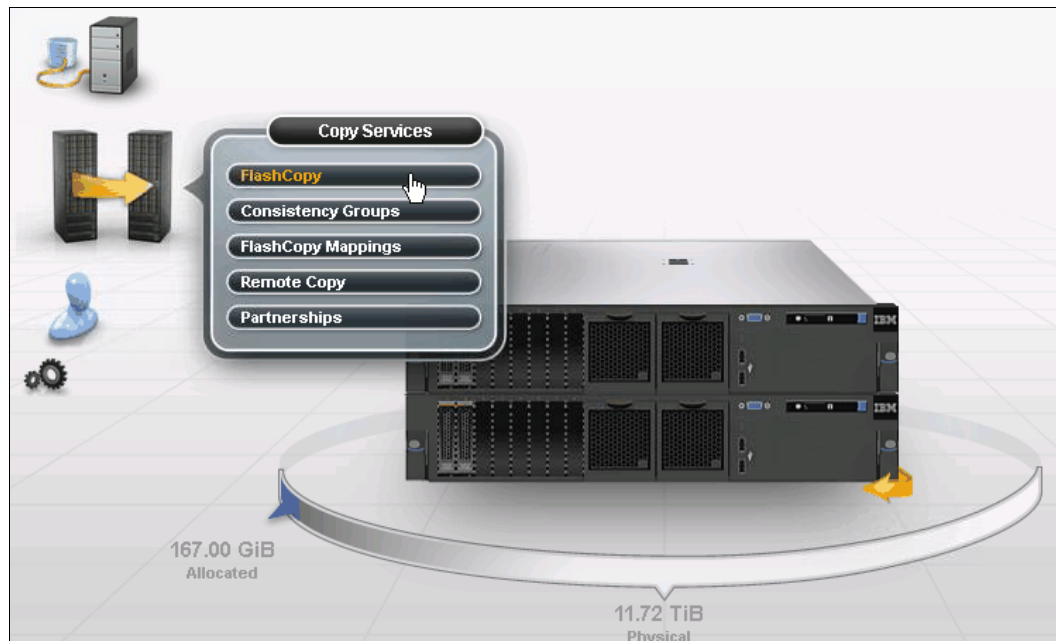 Copy Services
FlashCopy
Consistency Groups
FlashCopy Mappings
Remote Copy
Partnerships
IBM
IBM
167.00 GiB
Allocated
11.72 TiB
Physical